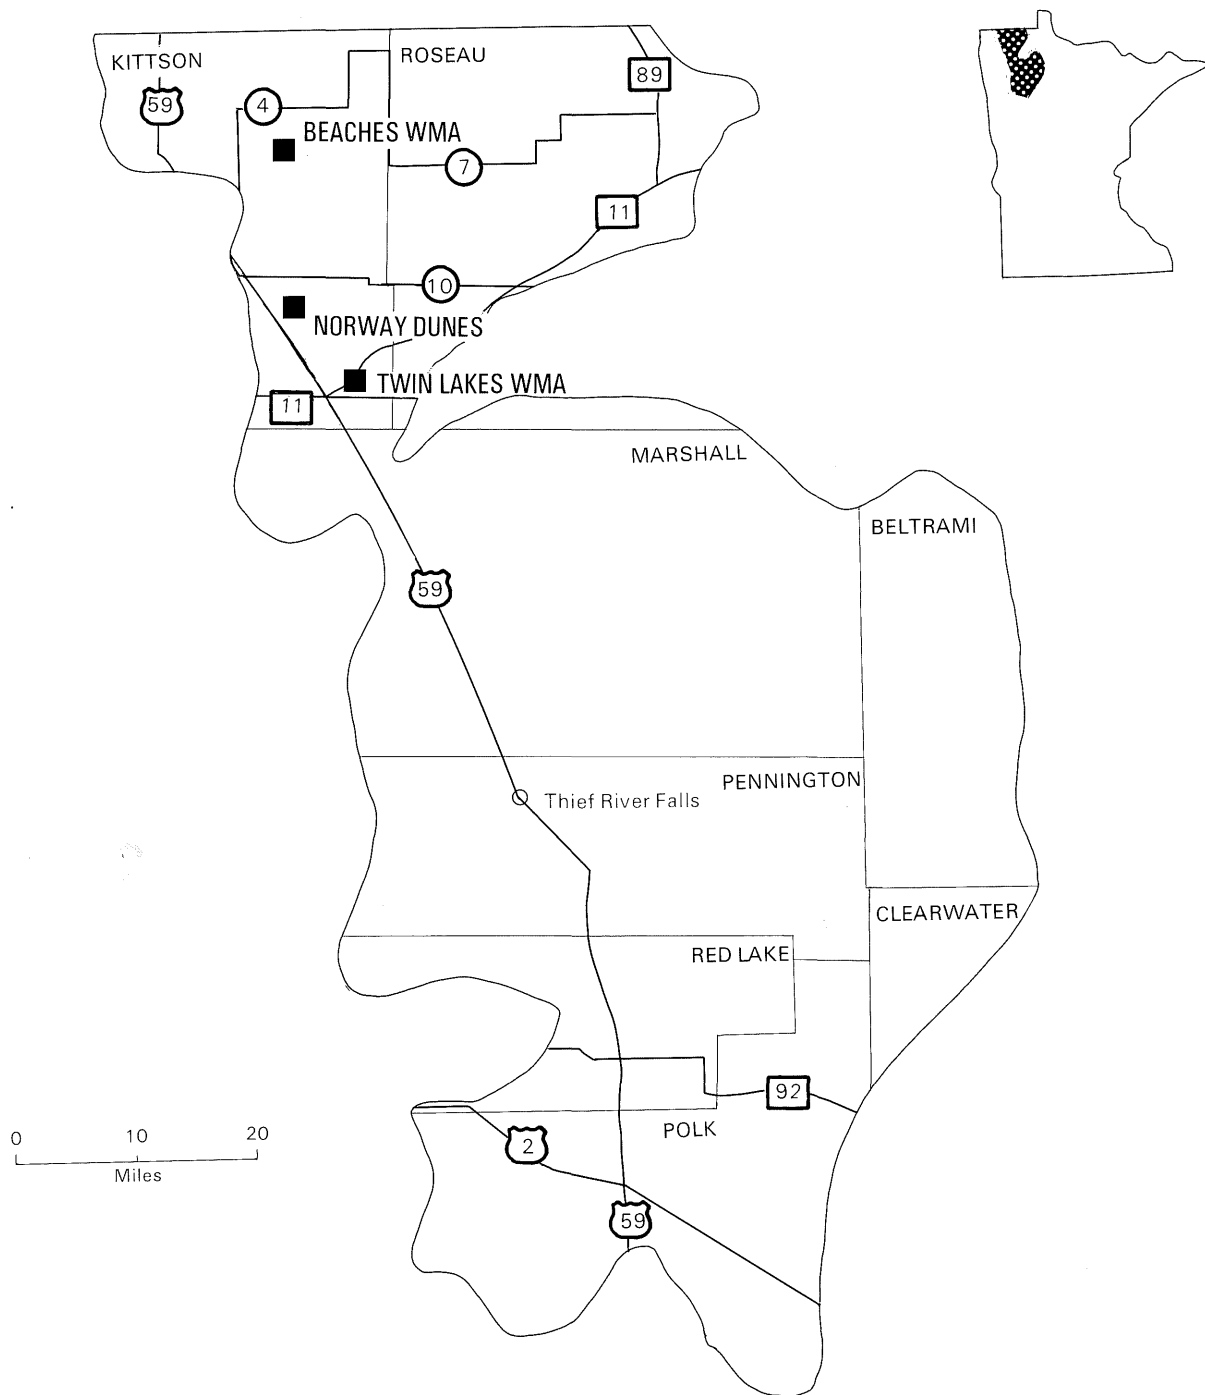 KITTSON
ROSEAU
59
4
89
BEACHES WMA
7
11
10
NORWAY DUNES
TWIN LAKES WMA
11
MARSHALL
BELTRAMI
59
PENNINGTON
Thief River Falls
CLEARWATER
RED LAKE
92
POLK
0 10 20
Miles
2
59